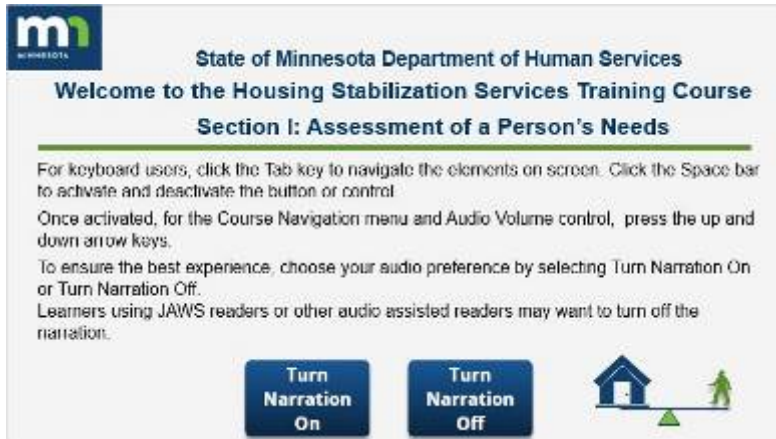 MINNESOTA
State of Minnesota Department of Human Services
Welcome to the Housing Stabilization Services Training Course
Section I: Assessment of a Person's Needs
For keyboard users, click the Tab key to navigate the elements on screen. Click the Space bar
to activate and deactivate the button or control
Once activated, for the Course Navigation menu and Audio Volume control, press the up and
down arrow keys.
To ensure the best experience, choose your audio preference by selecting Turn Narration On
or Turn Narration Off.
Learners using JAWS readers or other audio assisted readers may want to turn off the
narration.
Turn
Narration
On
Turn
Narration
Off